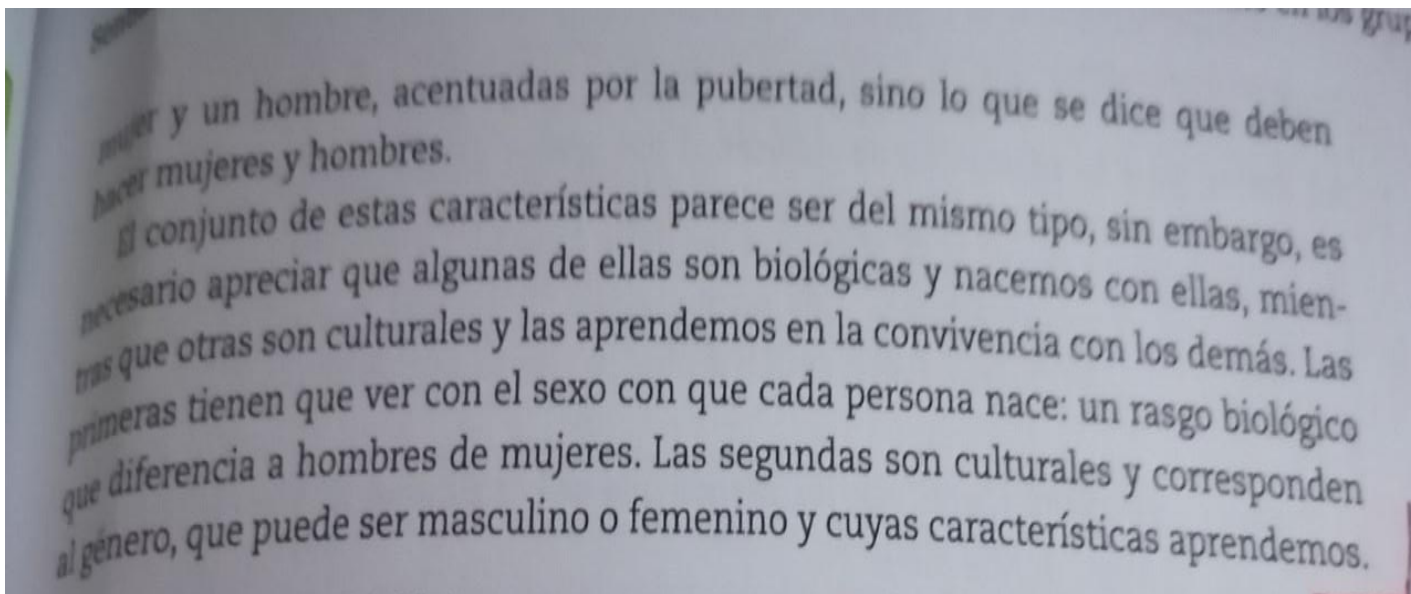 en los
mujer y un hombre, acentuadas por la pubertad, sino lo que se dice que deben
hacer mujeres y hombres.
El conjunto de estas características parece ser del mismo tipo, sin embargo, es
necesario apreciar que algunas de ellas son biológicas y nacemos con ellas, mien-
tras que otras son culturales y las aprendemos en la convivencia con los demás. Las
primeras tienen que ver con el sexo con que cada persona nace: un rasgo biológico
que diferencia a hombres de mujeres. Las segundas son culturales y corresponden
al género, que puede ser masculino o femenino y cuyas características aprendemos.